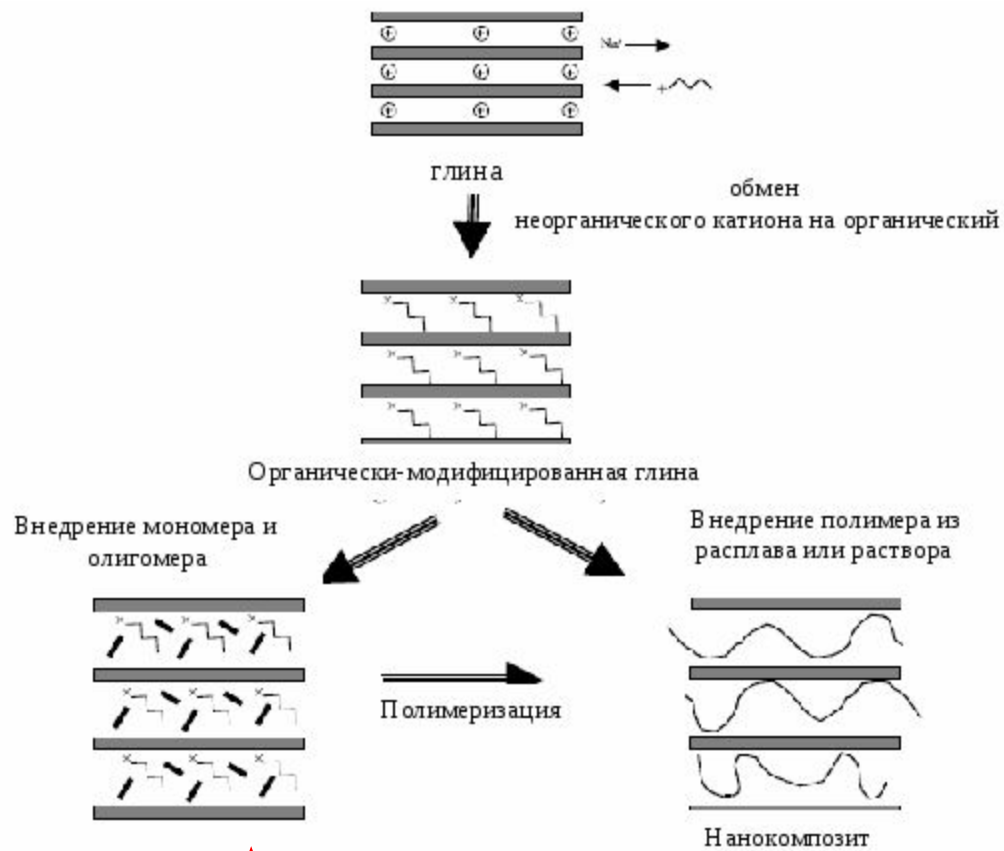 Na⁺
+
глина
обмен
неорганического катиона на органический
Органически-модифицированная глина
Внедрение мономера и
олигомера
Внедрение полимера из
расплава или раствора
Полимеризация
Нанокомпозит